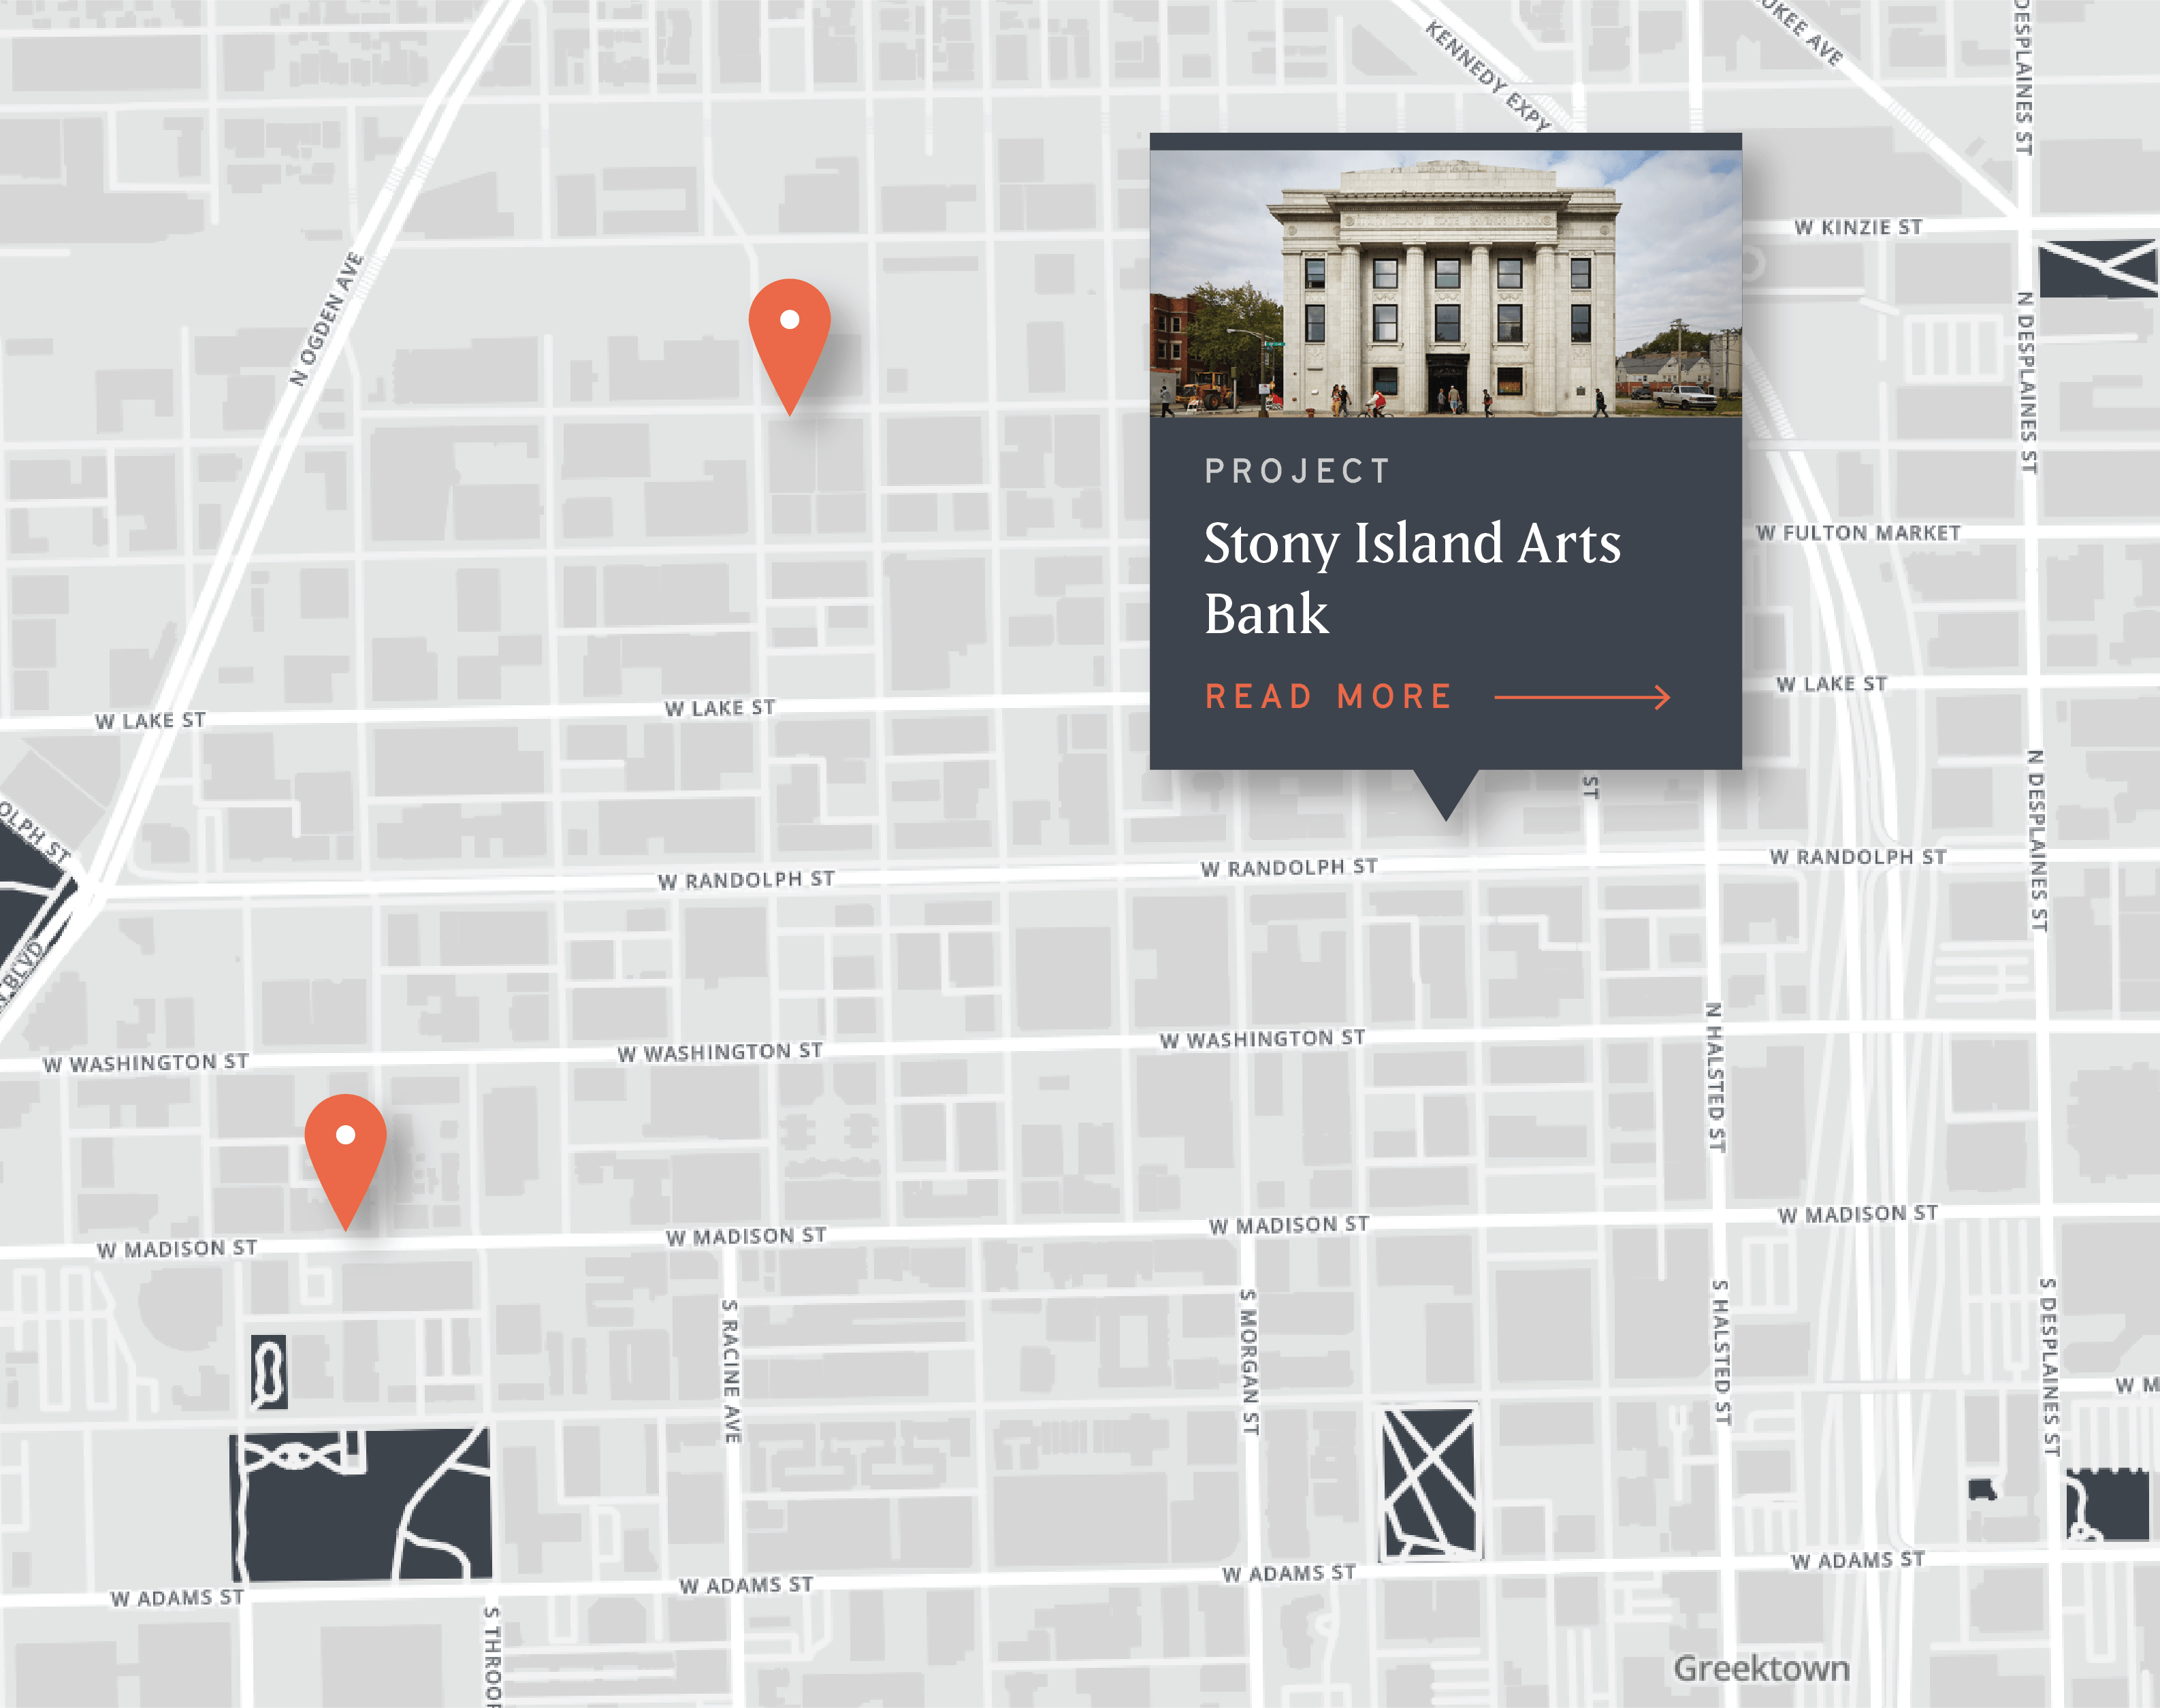 KENNEDY EXPY
UKEE AVE
DESPLAINES ST
W KINZIE ST
N OGDEN AVE
N DESPLAINES ST
PROJECT
Stony Island Arts
Bank
READ MORE
W FULTON MARKET
W LAKE ST
W LAKE ST
W LAKE ST
ST
N DESPLAINES ST
OLPH ST
W RANDOLPH ST
W RANDOLPH ST
W RANDOLPH ST
BLVD
W WASHINGTON ST
W WASHINGTON ST
W WASHINGTON ST
N HALSTED ST
W MADISON ST
W MADISON ST
W MADISON ST
W MADISON ST
S RACINE AVE
S MORGAN ST
S HALSTED ST
S DESPLAINES ST
W M
W ADAMS ST
W ADAMS ST
W ADAMS ST
W ADAMS ST
S THROOP
Greektown